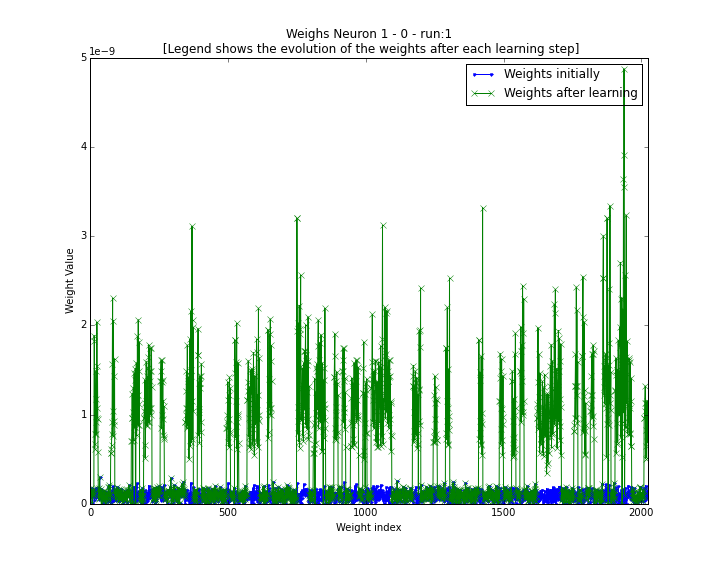 Weighs Neuron 1 - 0 - run:1
[Legend shows the evolution of the weights after each learning step]
1e−9
Weights initially
Weights after learning
5
4
3
2
1
0
Weight Value
0 500 1000 1500 2000
Weight index